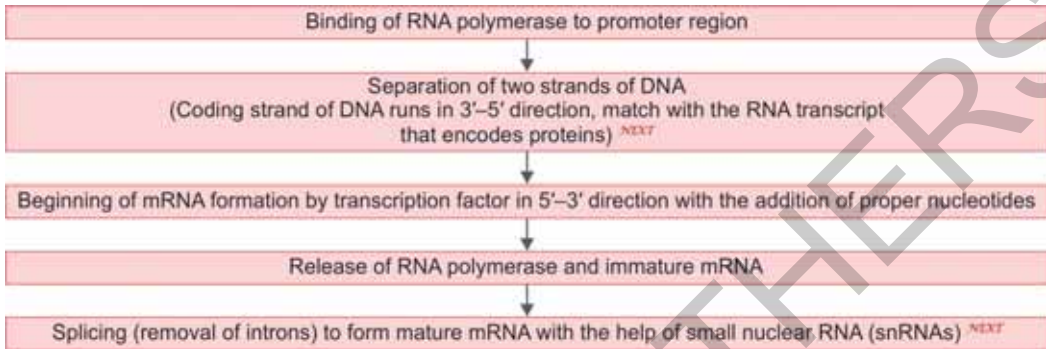 Binding of RNA polymerase to promoter region
Separation of two strands of DNA
(Coding strand of DNA runs in 3′–5′ direction, match with the RNA transcript
that encodes proteins) NEXT
Beginning of mRNA formation by transcription factor in 5′–3′ direction with the addition of proper nucleotides
Release of RNA polymerase and immature mRNA
Splicing (removal of introns) to form mature mRNA with the help of small nuclear RNA (snRNAs) NEXT
THERS